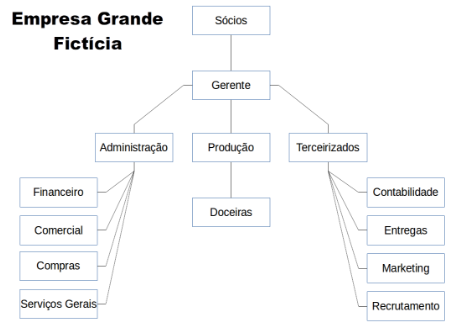 Empresa Grande
Fictícia
Sócios
Gerente
Administração
Produção
Terceirizados
Financeiro
Comercial
Compras
Serviços Gerais
Doceiras
Contabilidade
Entregas
Marketing
Recrutamento